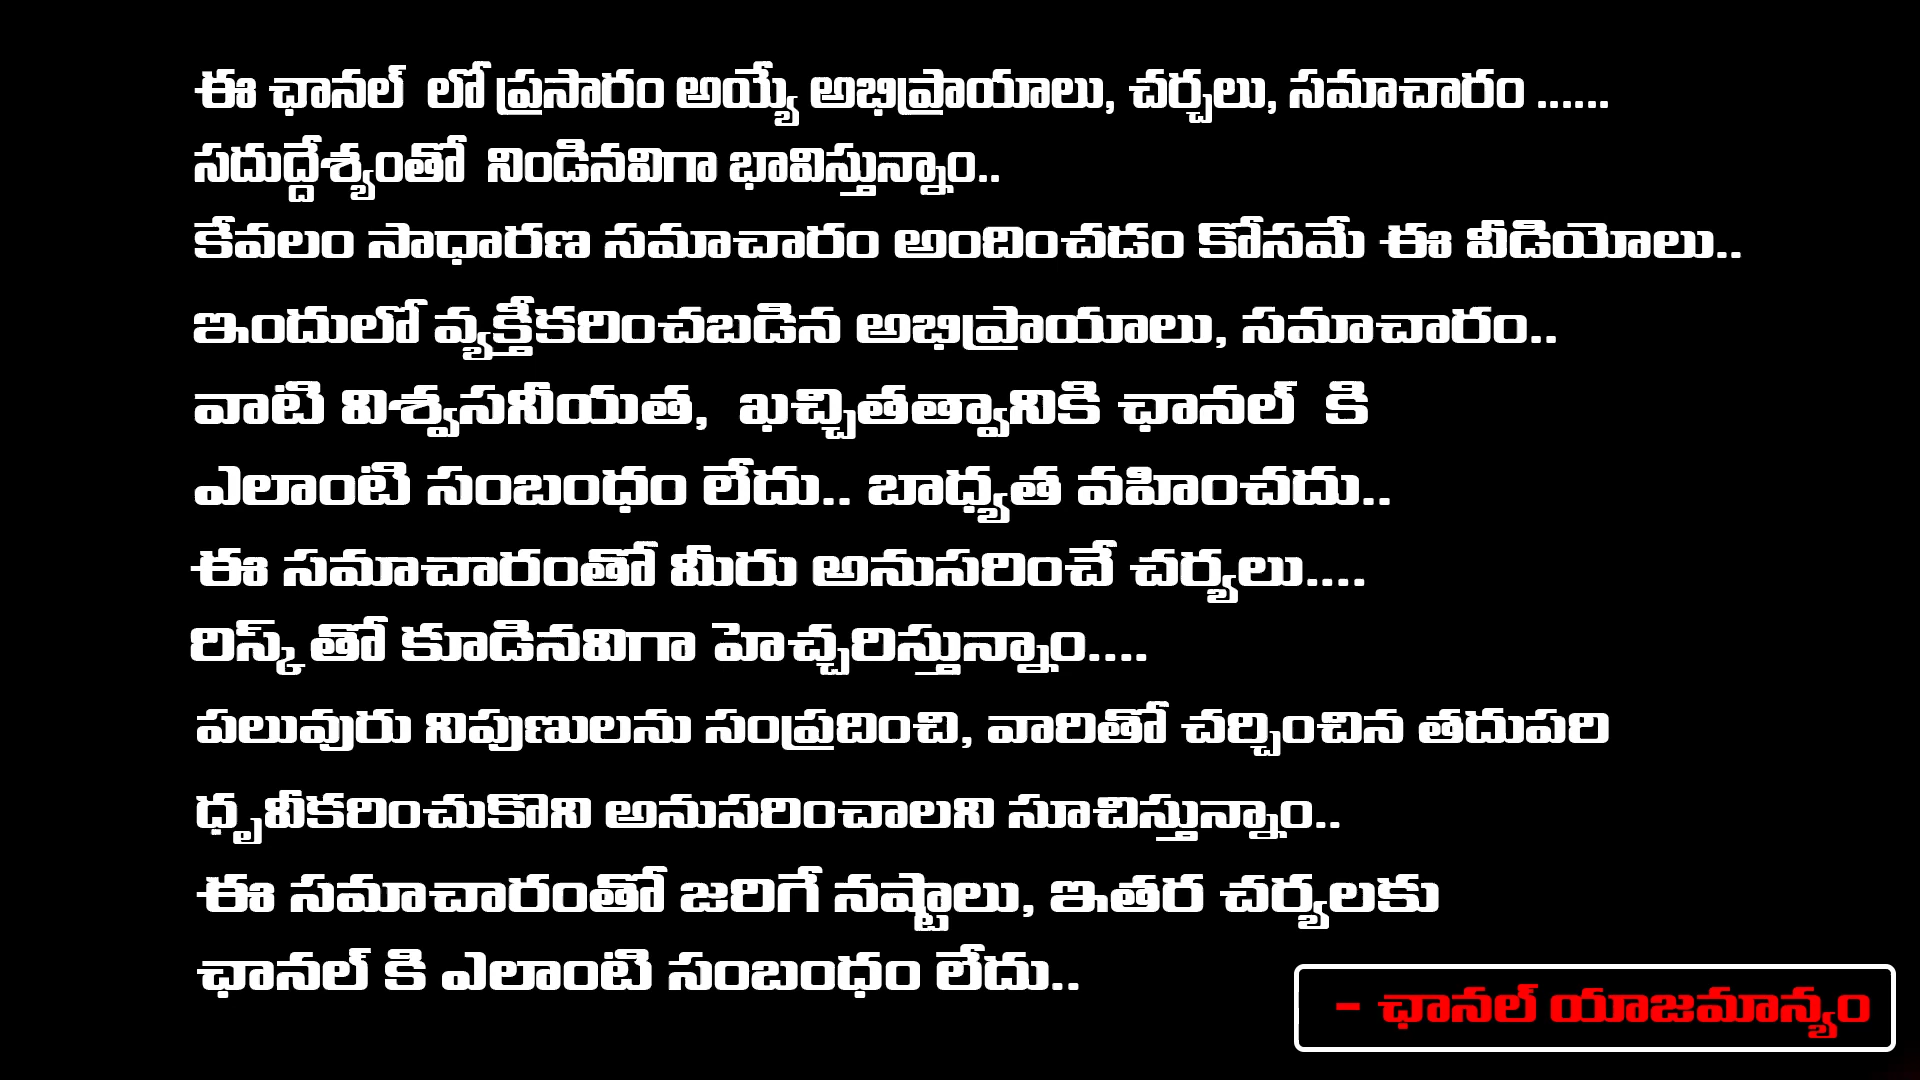 ఈ ఛానల్ లో ప్రసారం అయ్యే అభిప్రాయాలు, చర్చలు, సమాచారం ......
సదుద్దేశ్యంతో నిండినవిగా భావిస్తున్నాం..
కేవలం సాధారణ సమాచారం అందించడం కోసమే ఈ వీడియోలు..
ఇందులో వ్యక్తీకరించబడిన అభిప్రాయాలు, సమాచారం..
వాటి విశ్వసనీయత, ఖచ్చితత్వానికి ఛానల్ కి
ఎలాంటి సంబంధం లేదు.. బాధ్యత వహించదు..
ఈ సమాచారంతో మీరు అనుసరించే చర్యలు....
రిస్క్ తో కూడినవిగా హెచ్చరిస్తున్నాం....
పలువురు నిపుణులను సంప్రదించి, వారితో చర్చించిన తదుపరి
ధృవీకరించుకొని అనుసరించాలని సూచిస్తున్నాం..
ఈ సమాచారంతో జరిగే నష్టాలు, ఇతర చర్యలకు
ఛానల్ కి ఎలాంటి సంబంధం లేదు..
- ఛానల్ యాజమాన్యం